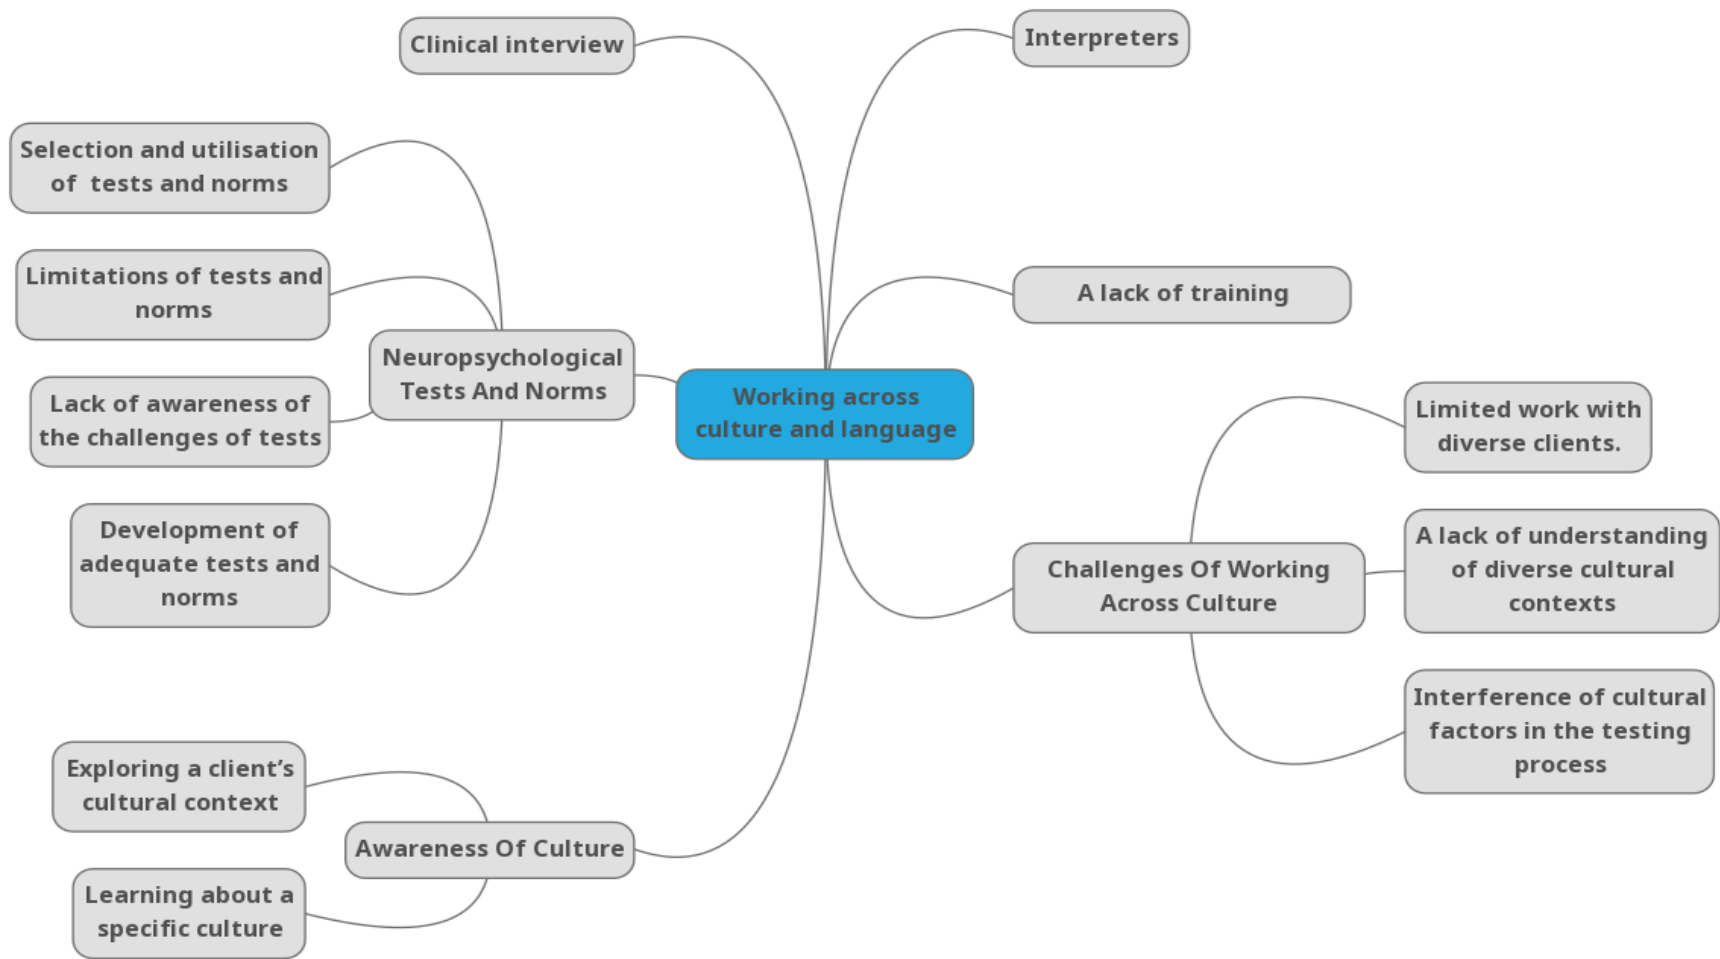 Clinical interview
Interpreters
Selection and utilisation
of  tests and norms
Limitations of tests and
norms
Lack of awareness of
the challenges of tests
Development of
adequate tests and
norms
Neuropsychological
Tests And Norms
Working across
culture and language
A lack of training
Challenges Of Working
Across Culture
Limited work with
diverse clients.
A lack of understanding
of diverse cultural
contexts
Interference of cultural
factors in the testing
process
Exploring a client’s
cultural context
Learning about a
specific culture
Awareness Of Culture